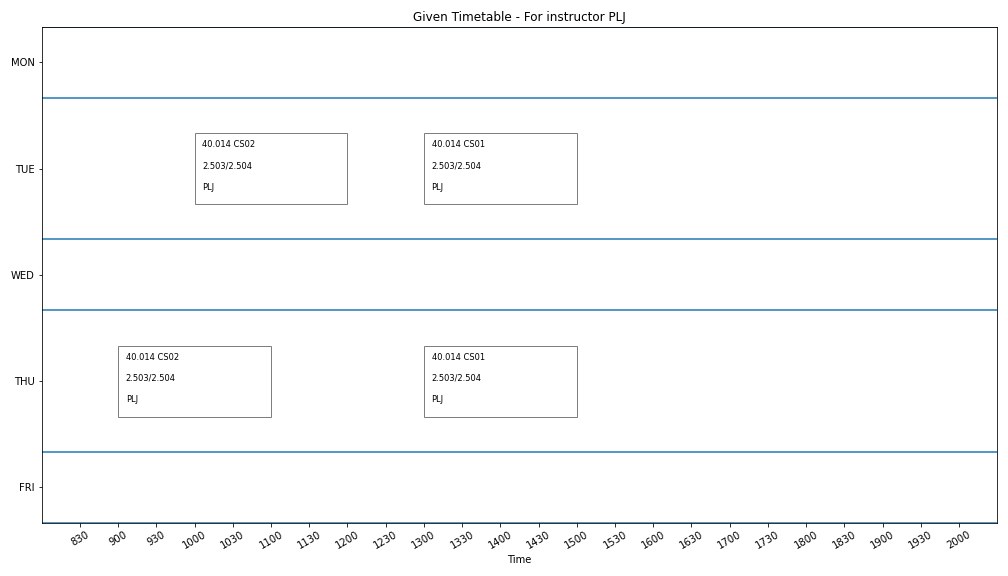 Given Timetable - For instructor PLJ
MON
TUE
40.014 CS02
2.503/2.504
PLJ
40.014 CS01
2.503/2.504
PLJ
WED
THU
40.014 CS02
2.503/2.504
PLJ
40.014 CS01
2.503/2.504
PLJ
FRI
830 900 930 1000 1030 1100 1130 1200 1230 1300 1330 1400 1430 1500 1530 1600 1630 1700 1730 1800 1830 1900 1930 2000
Time